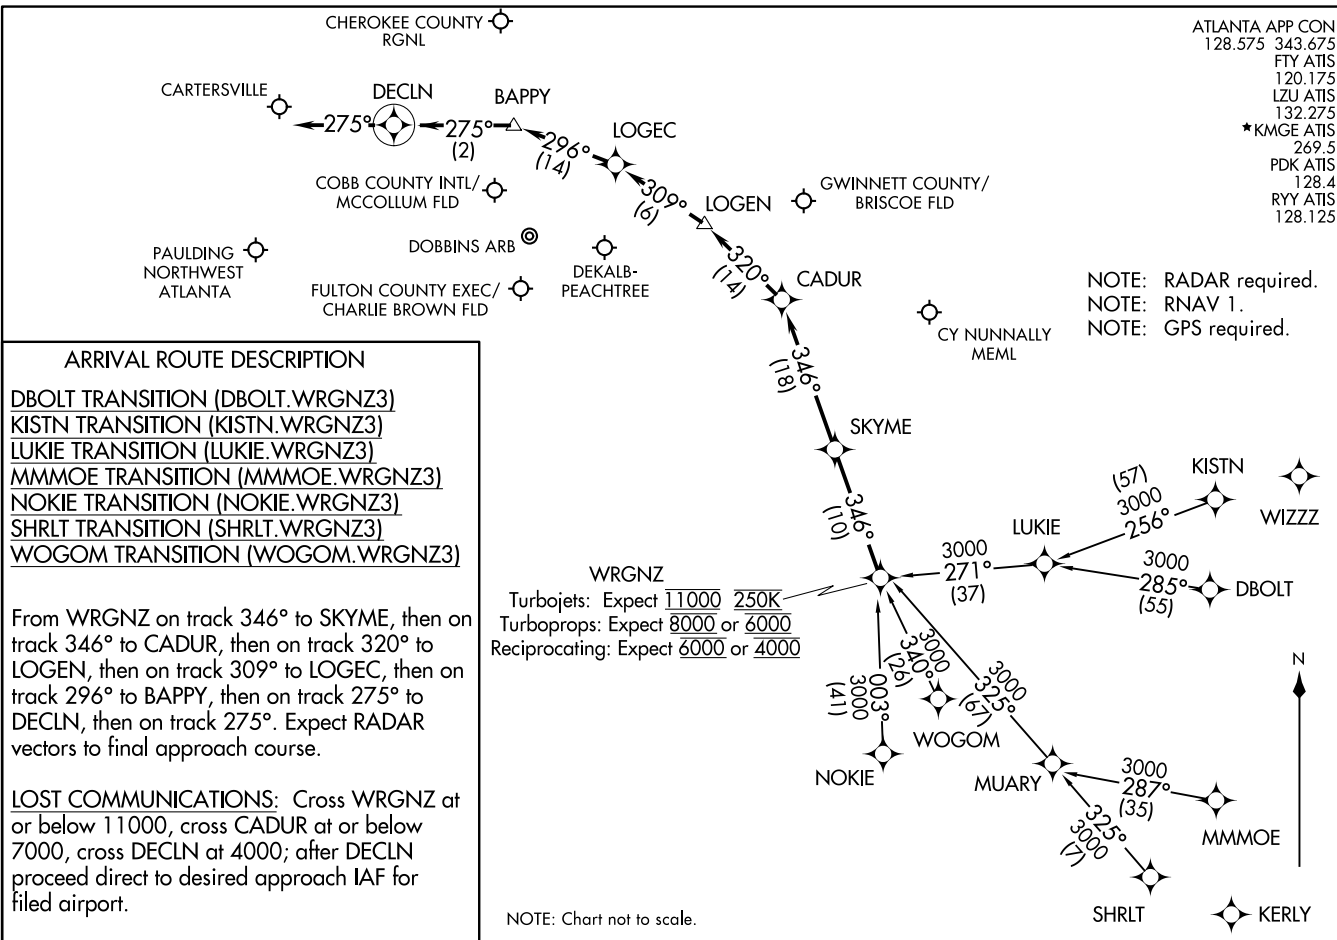 CHEROKEE COUNTY
RGNL
ATLANTA APP CON
128.575 343.675
FTY ATIS
120.175
LZU ATIS
132.275
★KMGE ATIS
269.5
PDK ATIS
128.4
RYY ATIS
128.125
CARTERSVILLE
DECLN
BAPPY
LOGEC
275°
275°
(2)
296°
(14)
309°
(6)
LOGEN
COBB COUNTY INTL/
MCCOLLUM FLD
GWINNETT COUNTY/
BRISCOE FLD
DOBBINS ARB
PAULDING
NORTHWEST
ATLANTA
FULTON COUNTY EXEC/
CHARLIE BROWN FLD
DEKALB-
PEACHTREE
320°
(14)
CADUR
NOTE: RADAR required.
NOTE: RNAV 1.
NOTE: GPS required.
CY NUNNALLY
MEML
346°
(18)
SKYME
346°
(10)
ARRIVAL ROUTE DESCRIPTION
DBOLT TRANSITION (DBOLT.WRGNZ3)
KISTN TRANSITION (KISTN.WRGNZ3)
LUKIE TRANSITION (LUKIE.WRGNZ3)
MMMOE TRANSITION (MMMOE.WRGNZ3)
NOKIE TRANSITION (NOKIE.WRGNZ3)
SHRLT TRANSITION (SHRLT.WRGNZ3)
WOGOM TRANSITION (WOGOM.WRGNZ3)
From WRGNZ on track 346° to SKYME, then on
track 346° to CADUR, then on track 320° to
LOGEN, then on track 309° to LOGEC, then on
track 296° to BAPPY, then on track 275° to
DECLN, then on track 275°. Expect RADAR
vectors to final approach course.
LOST COMMUNICATIONS: Cross WRGNZ at
or below 11000, cross CADUR at or below
7000, cross DECLN at 4000; after DECLN
proceed direct to desired approach IAF for
filed airport.
WRGNZ
Turbojets: Expect 11000 250K
Turboprops: Expect 8000 or 6000
Reciprocating: Expect 6000 or 4000
KISTN
WIZZZ
(57)
3000
256°
LUKIE
3000
271°
(37)
3000
285°
(55)
DBOLT
003°
3000
(41)
NOKIE
3000
340°
(26)
WOGOM
3000
325°
(67)
MUARY
3000
287°
(35)
MMMOE
325°
3000
(7)
SHRLT
KERLY
N
NOTE: Chart not to scale.